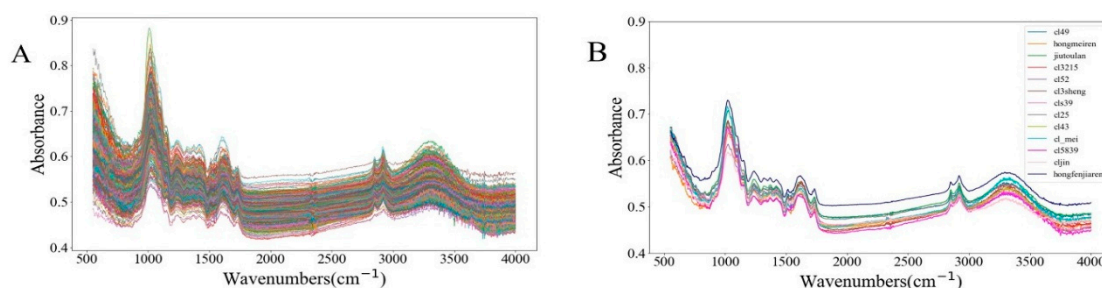 A
0.9
0.8
0.7
0.6
0.5
0.4
Absorbance
500 1000 1500 2000 2500 3000 3500 4000
Wavenumbers(cm⁻¹)
B
0.9
0.8
0.7
0.6
0.5
0.4
Absorbance
500 1000 1500 2000 2500 3000 3500 4000
Wavenumbers(cm⁻¹)
cl49
hongmeiren
jiutoulan
cl3215
cl52
cl3sheng
cls39
cl25
cl43
cl_mei
cl5839
cljin
hongfenjiaren